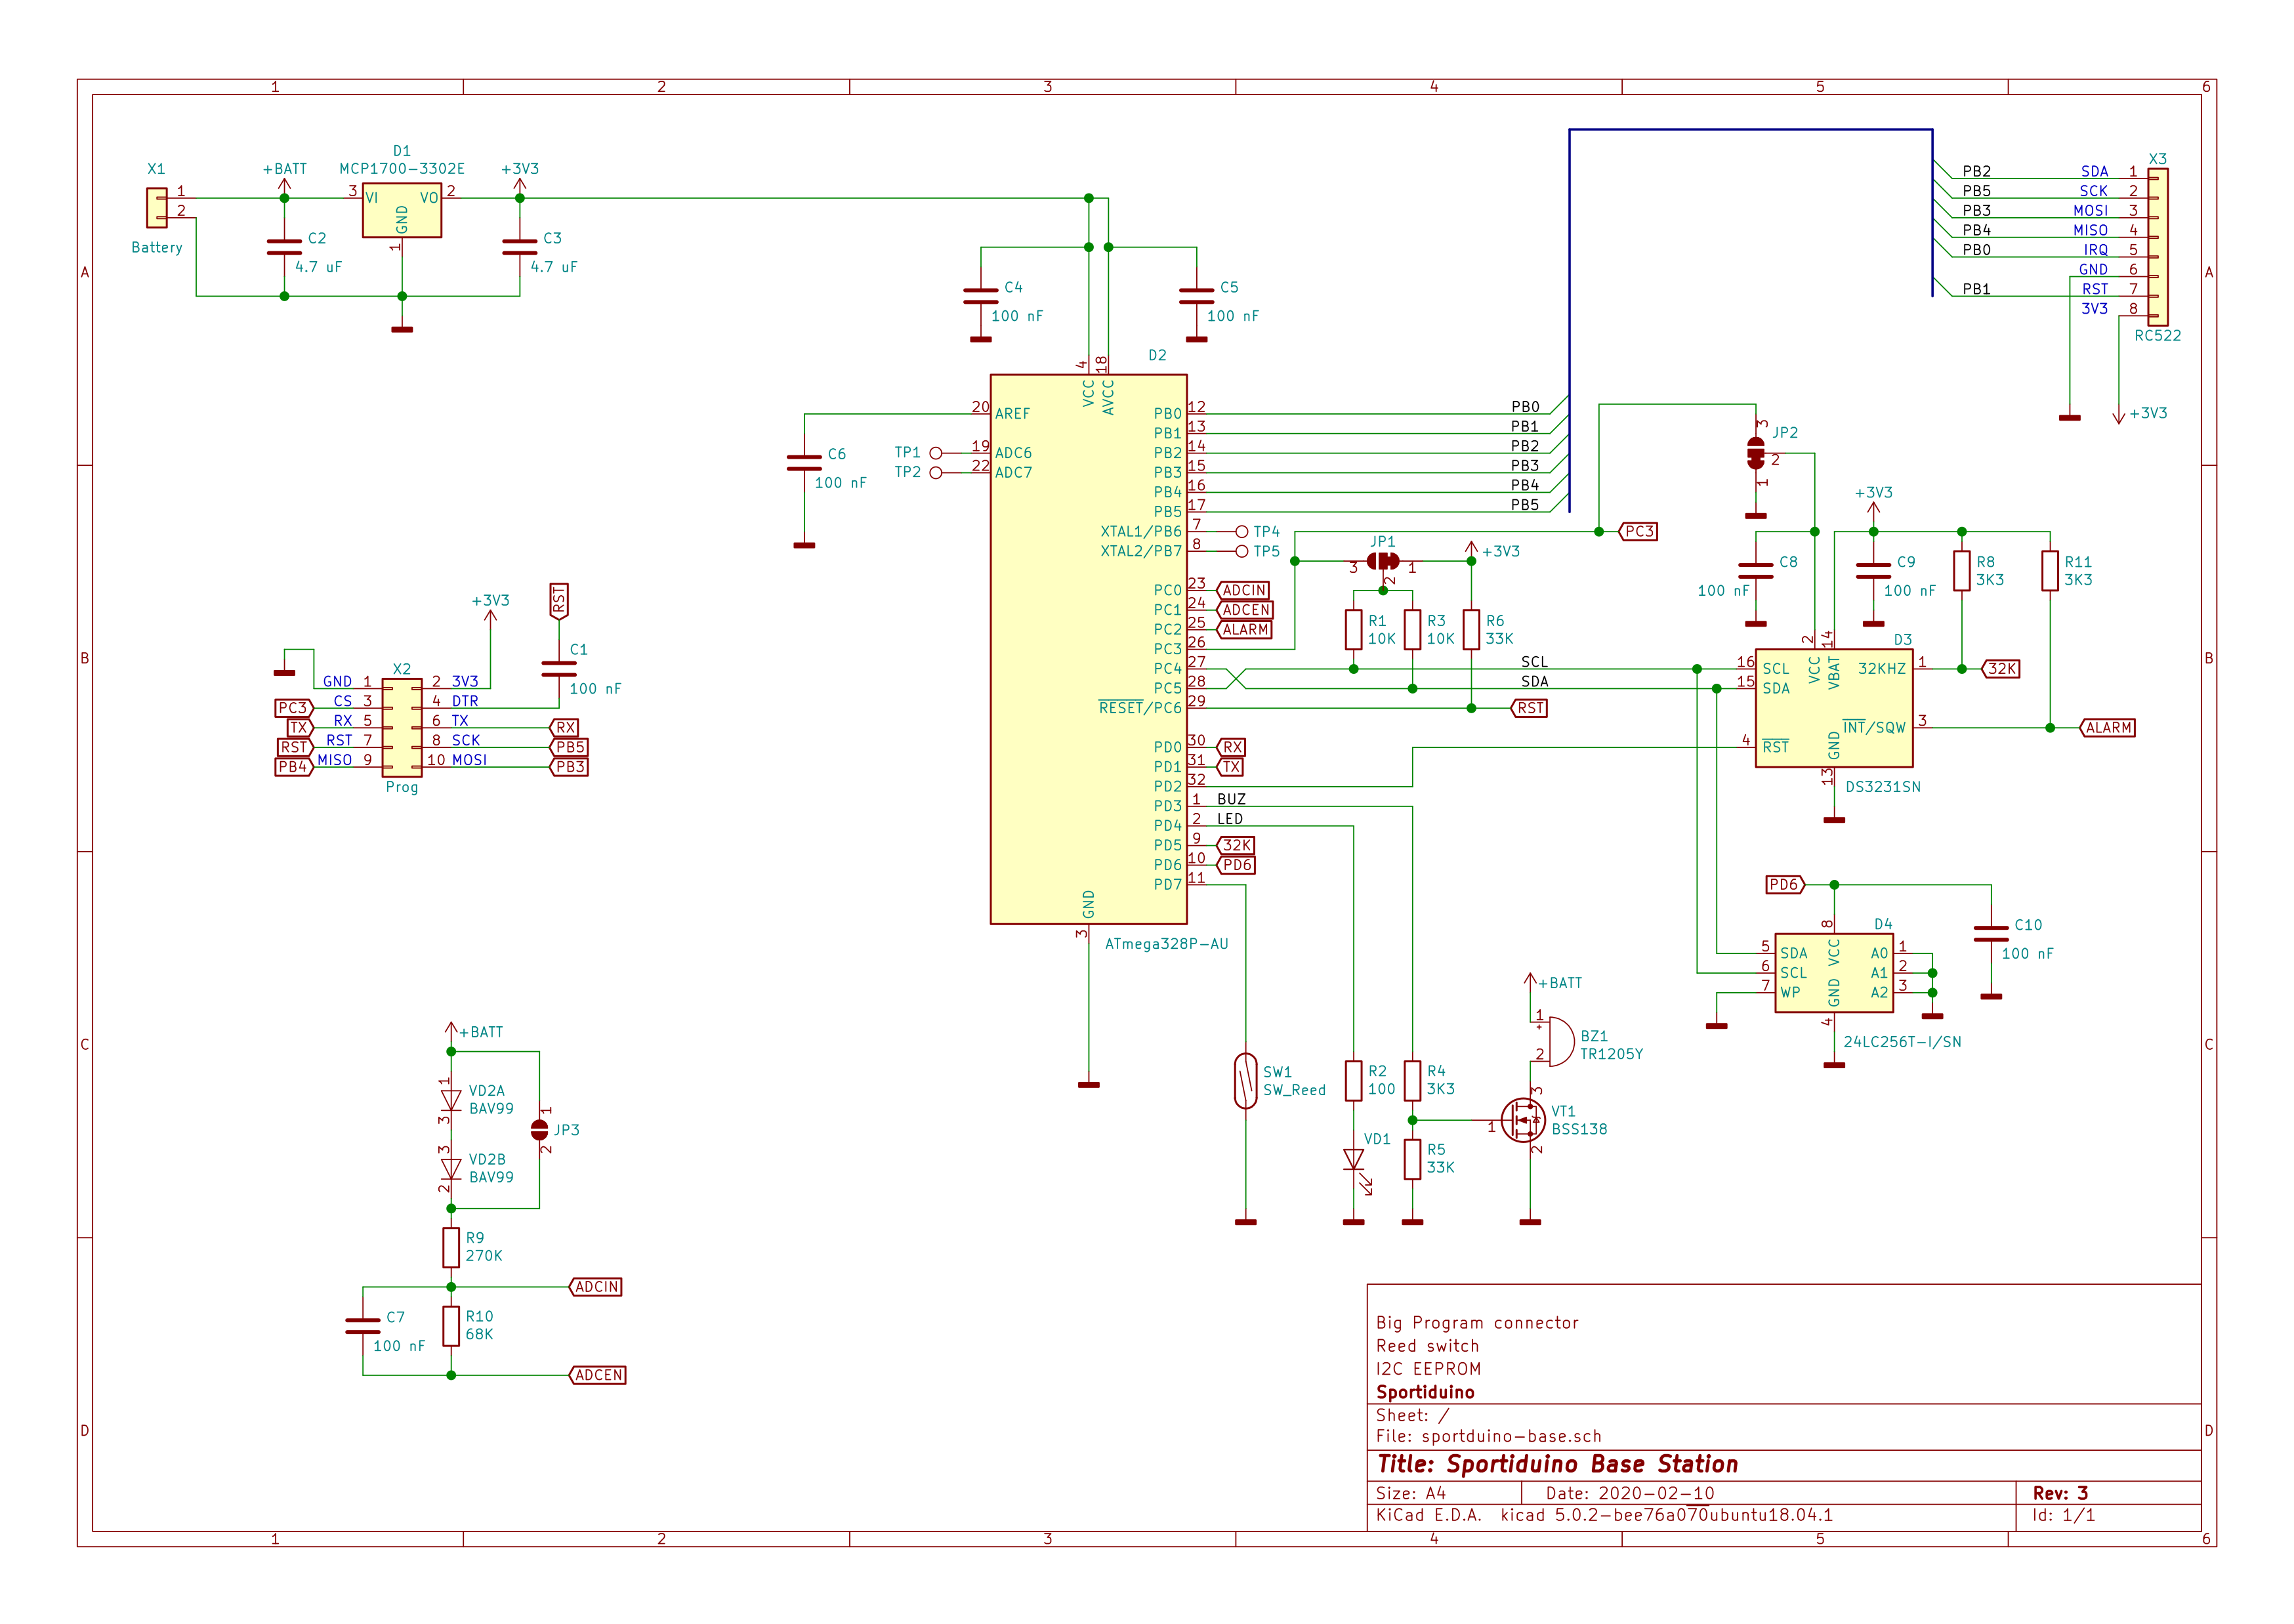 1 2 3 4 5 6
A
B
C
D
X1
1
2
Battery
+BATT
C2
4.7 uF
D1
MCP1700-3302E
3 VI VO 2
GND
1
+3V3
C3
4.7 uF
C4
100 nF
C5
100 nF
D2
4 18
VCC AVCC
20 AREF
19 ADC6
22 ADC7
TP1
TP2
C6
100 nF
PB0 12 PB0
PB1 13 PB1
PB2 14 PB2
PB3 15 PB3
PB4 16 PB4
PB5 17 PB5
XTAL1/PB6 7 TP4
XTAL2/PB7 8 TP5
PC0 23 ADCIN
PC1 24 ADCEN
PC2 25 ALARM
PC3 26
PC4 27 SCL
PC5 28 SDA
RESET/PC6 29 RST
PD0 30 RX
PD1 31 TX
PD2 32
PD3 1 BUZ
PD4 2 LED
PD5 9 32K
PD6 10 PD6
PD7 11
GND
3
ATmega328P-AU
PB2 SDA 1
PB5 SCK 2
PB3 MOSI 3
PB4 MISO 4
PB0 IRQ 5
GND 6
PB1 RST 7
3V3 8
X3
RC522
+3V3
JP2
3
2
1
PC3
JP1
3 1
2
+3V3
R1
10K
R3
10K
R6
33K
C8
100 nF
+3V3
C9
100 nF
R8
3K3
R11
3K3
D3
2 14
VCC VBAT
16 SCL
15 SDA
4 RST
32KHZ 1 32K
INT/SQW 3 ALARM
GND
13
DS3231SN
PD6
C10
100 nF
D4
8
VCC
5 SDA
6 SCL
7 WP
A0 1
A1 2
A2 3
GND
4
24LC256T-I/SN
+3V3
RST
C1
100 nF
X2
GND 1 2 3V3
PC3 CS 3 4 DTR
TX RX 5 6 TX RX
RST RST 7 8 SCK PB5
PB4 MISO 9 10 MOSI PB3
Prog
+BATT
1
VD2A
BAV99
3
3
VD2B
BAV99
2
1
JP3
2
R9
270K
ADCIN
C7
100 nF
R10
68K
ADCEN
SW1
SW_Reed
R2
100
VD1
R4
3K3
R5
33K
+BATT
1
+
2
BZ1
TR1205Y
3
1
2
VT1
BSS138
Big Program connector
Reed switch
I2C EEPROM
Sportiduino
Sheet: /
File: sportduino-base.sch
Title: Sportiduino Base Station
Size: A4 Date: 2020-02-10 Rev: 3
KiCad E.D.A. kicad 5.0.2-bee76a070ubuntu18.04.1 Id: 1/1
A
B
C
D
1 2 3 4 5 6